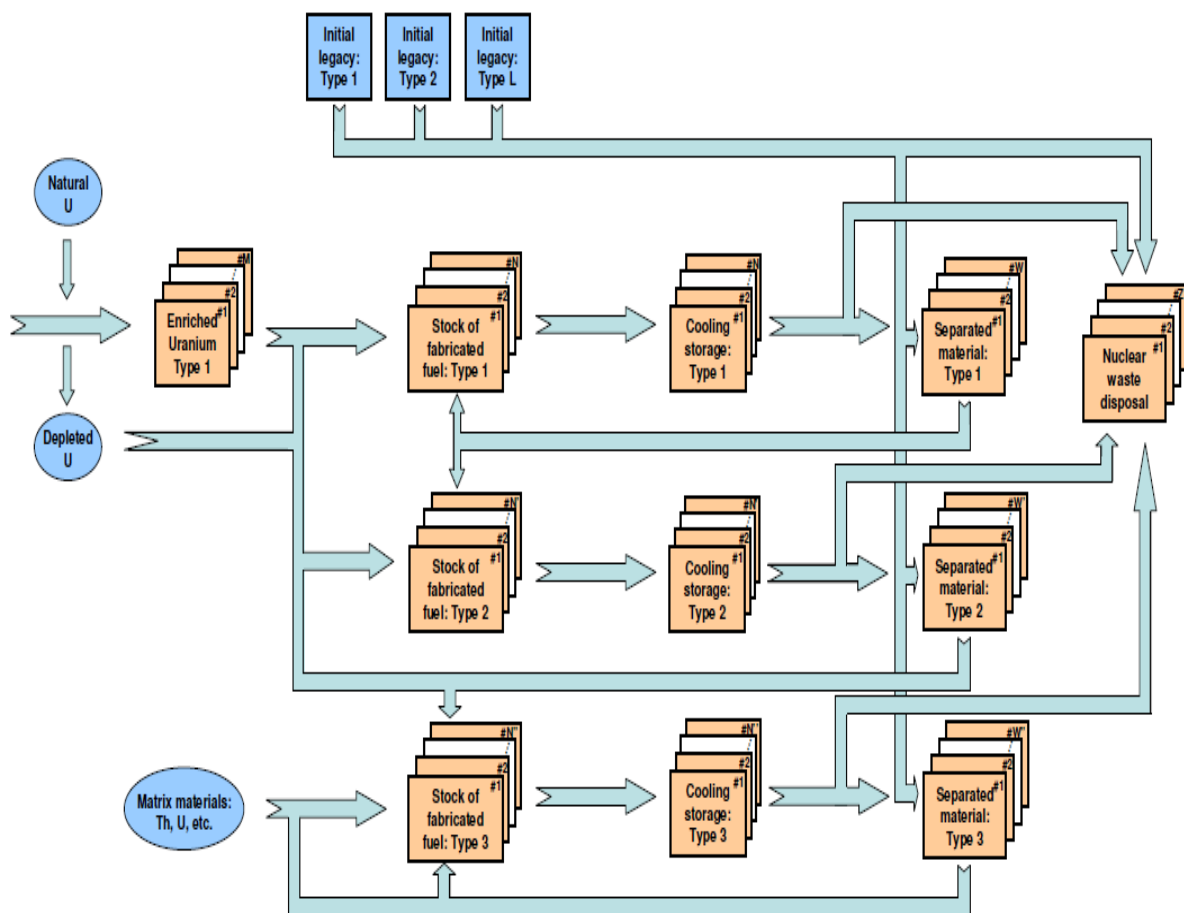 Initial
legacy:
Type 1
Initial
legacy:
Type 2
Initial
legacy:
Type L
Natural
U
Depleted
U
#M
#2
#1
Enriched
Uranium
Type 1
#N
#2
#1
Stock of
fabricated
fuel: Type 1
#N
#2
#1
Cooling
storage:
Type 1
#W
#2
#1
Separated
material:
Type 1
#Z
#2
#1
Nuclear
waste
disposal
#N'
#2
#1
Stock of
fabricated
fuel: Type 2
#N'
#2
#1
Cooling
storage:
Type 2
#W'
#2
#1
Separated
material:
Type 2
Matrix materials:
Th, U, etc.
#N''
#2
#1
Stock of
fabricated
fuel: Type 3
#N''
#2
#1
Cooling
storage:
Type 3
#W''
#2
#1
Separated
material:
Type 3